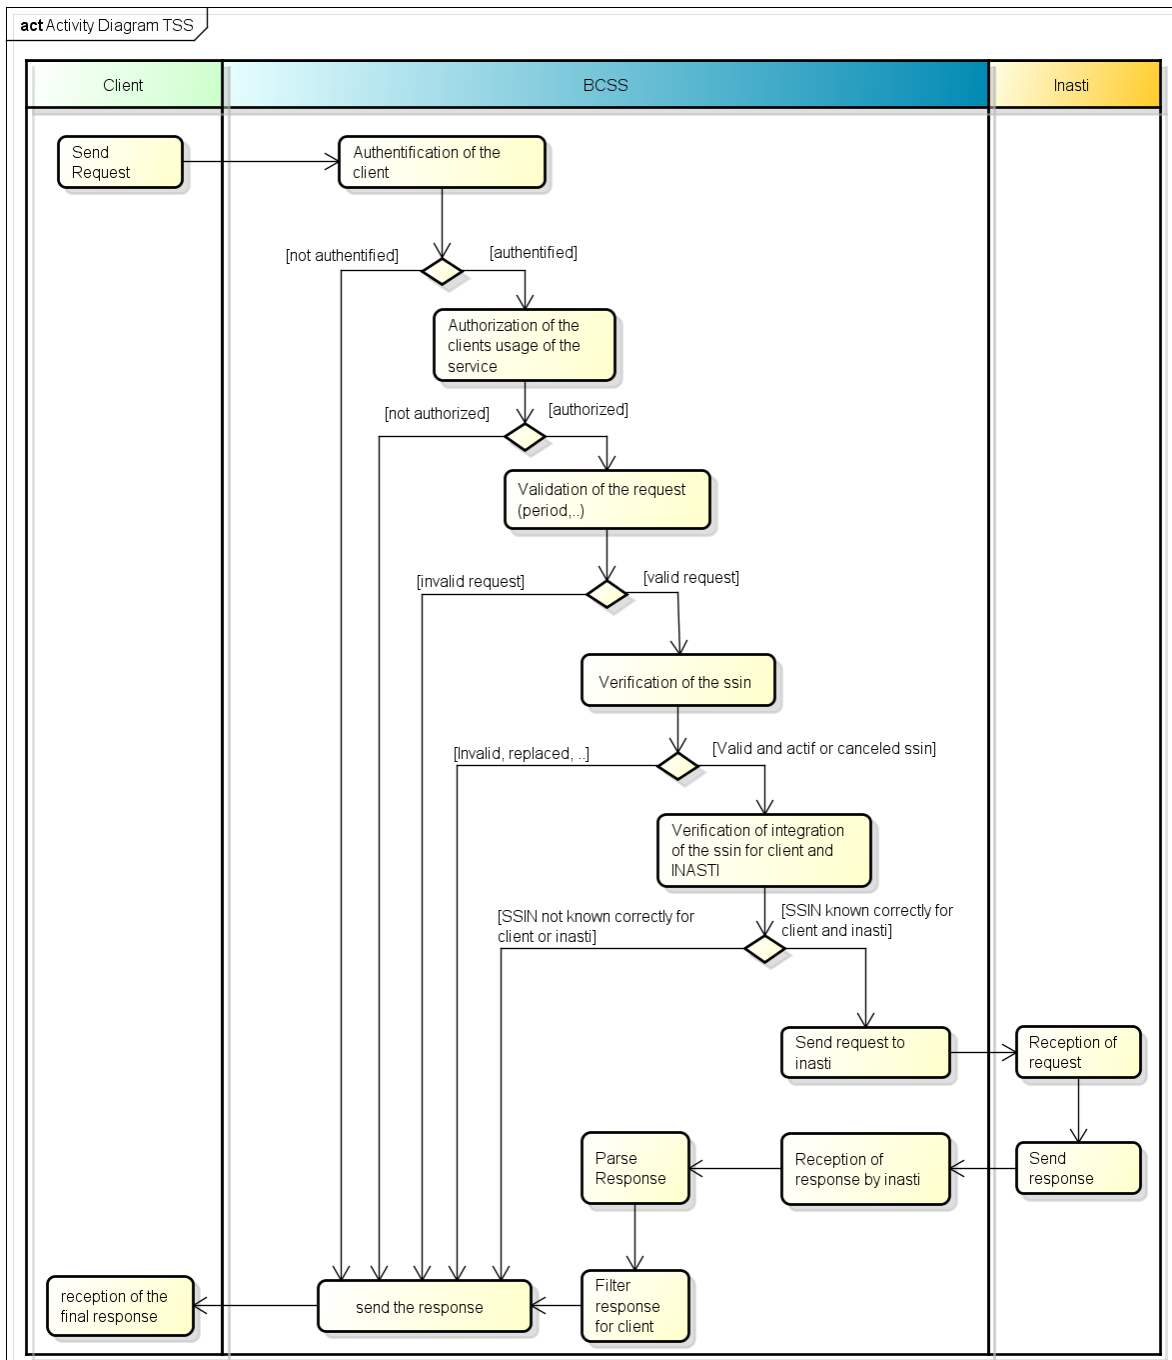 act Activity Diagram TSS
Client
BCSS
Inasti
Send
Request
Authentification of the
client
[not authentified]
[authentified]
Authorization of the
clients usage of the
service
[not authorized]
[authorized]
Validation of the request
(period,..)
[invalid request]
[valid request]
Verification of the ssin
[Invalid, replaced, ..]
[Valid and actif or canceled ssin]
Verification of integration
of the ssin for client and
INASTI
[SSIN not known correctly for
client or inasti]
[SSIN known correctly for
client and inasti]
Send request to
inasti
Reception of
request
Parse
Response
Reception of
response by inasti
Send
response
reception of the
final response
send the response
Filter
response
for client